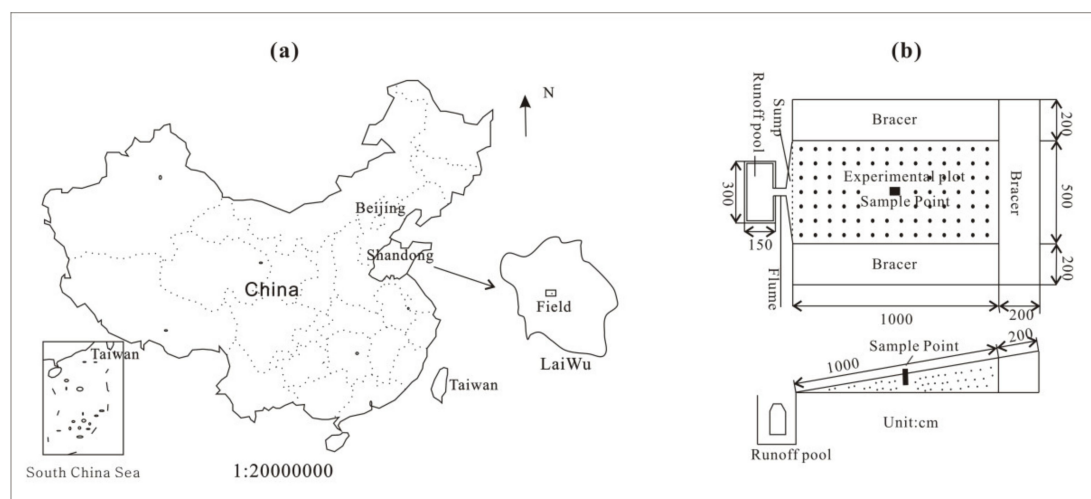 (a)
N
Beijing
Shandong
China
Field
LaiWu
Taiwan
Taiwan
South China Sea
1:20000000
(b)
Runoff pool
Sump
Bracer
200
Experimental plot
Sample Point
Bracer
500
300
150
Flume
Bracer
200
1000
200
Sample Point
200
1000
Unit:cm
Runoff pool